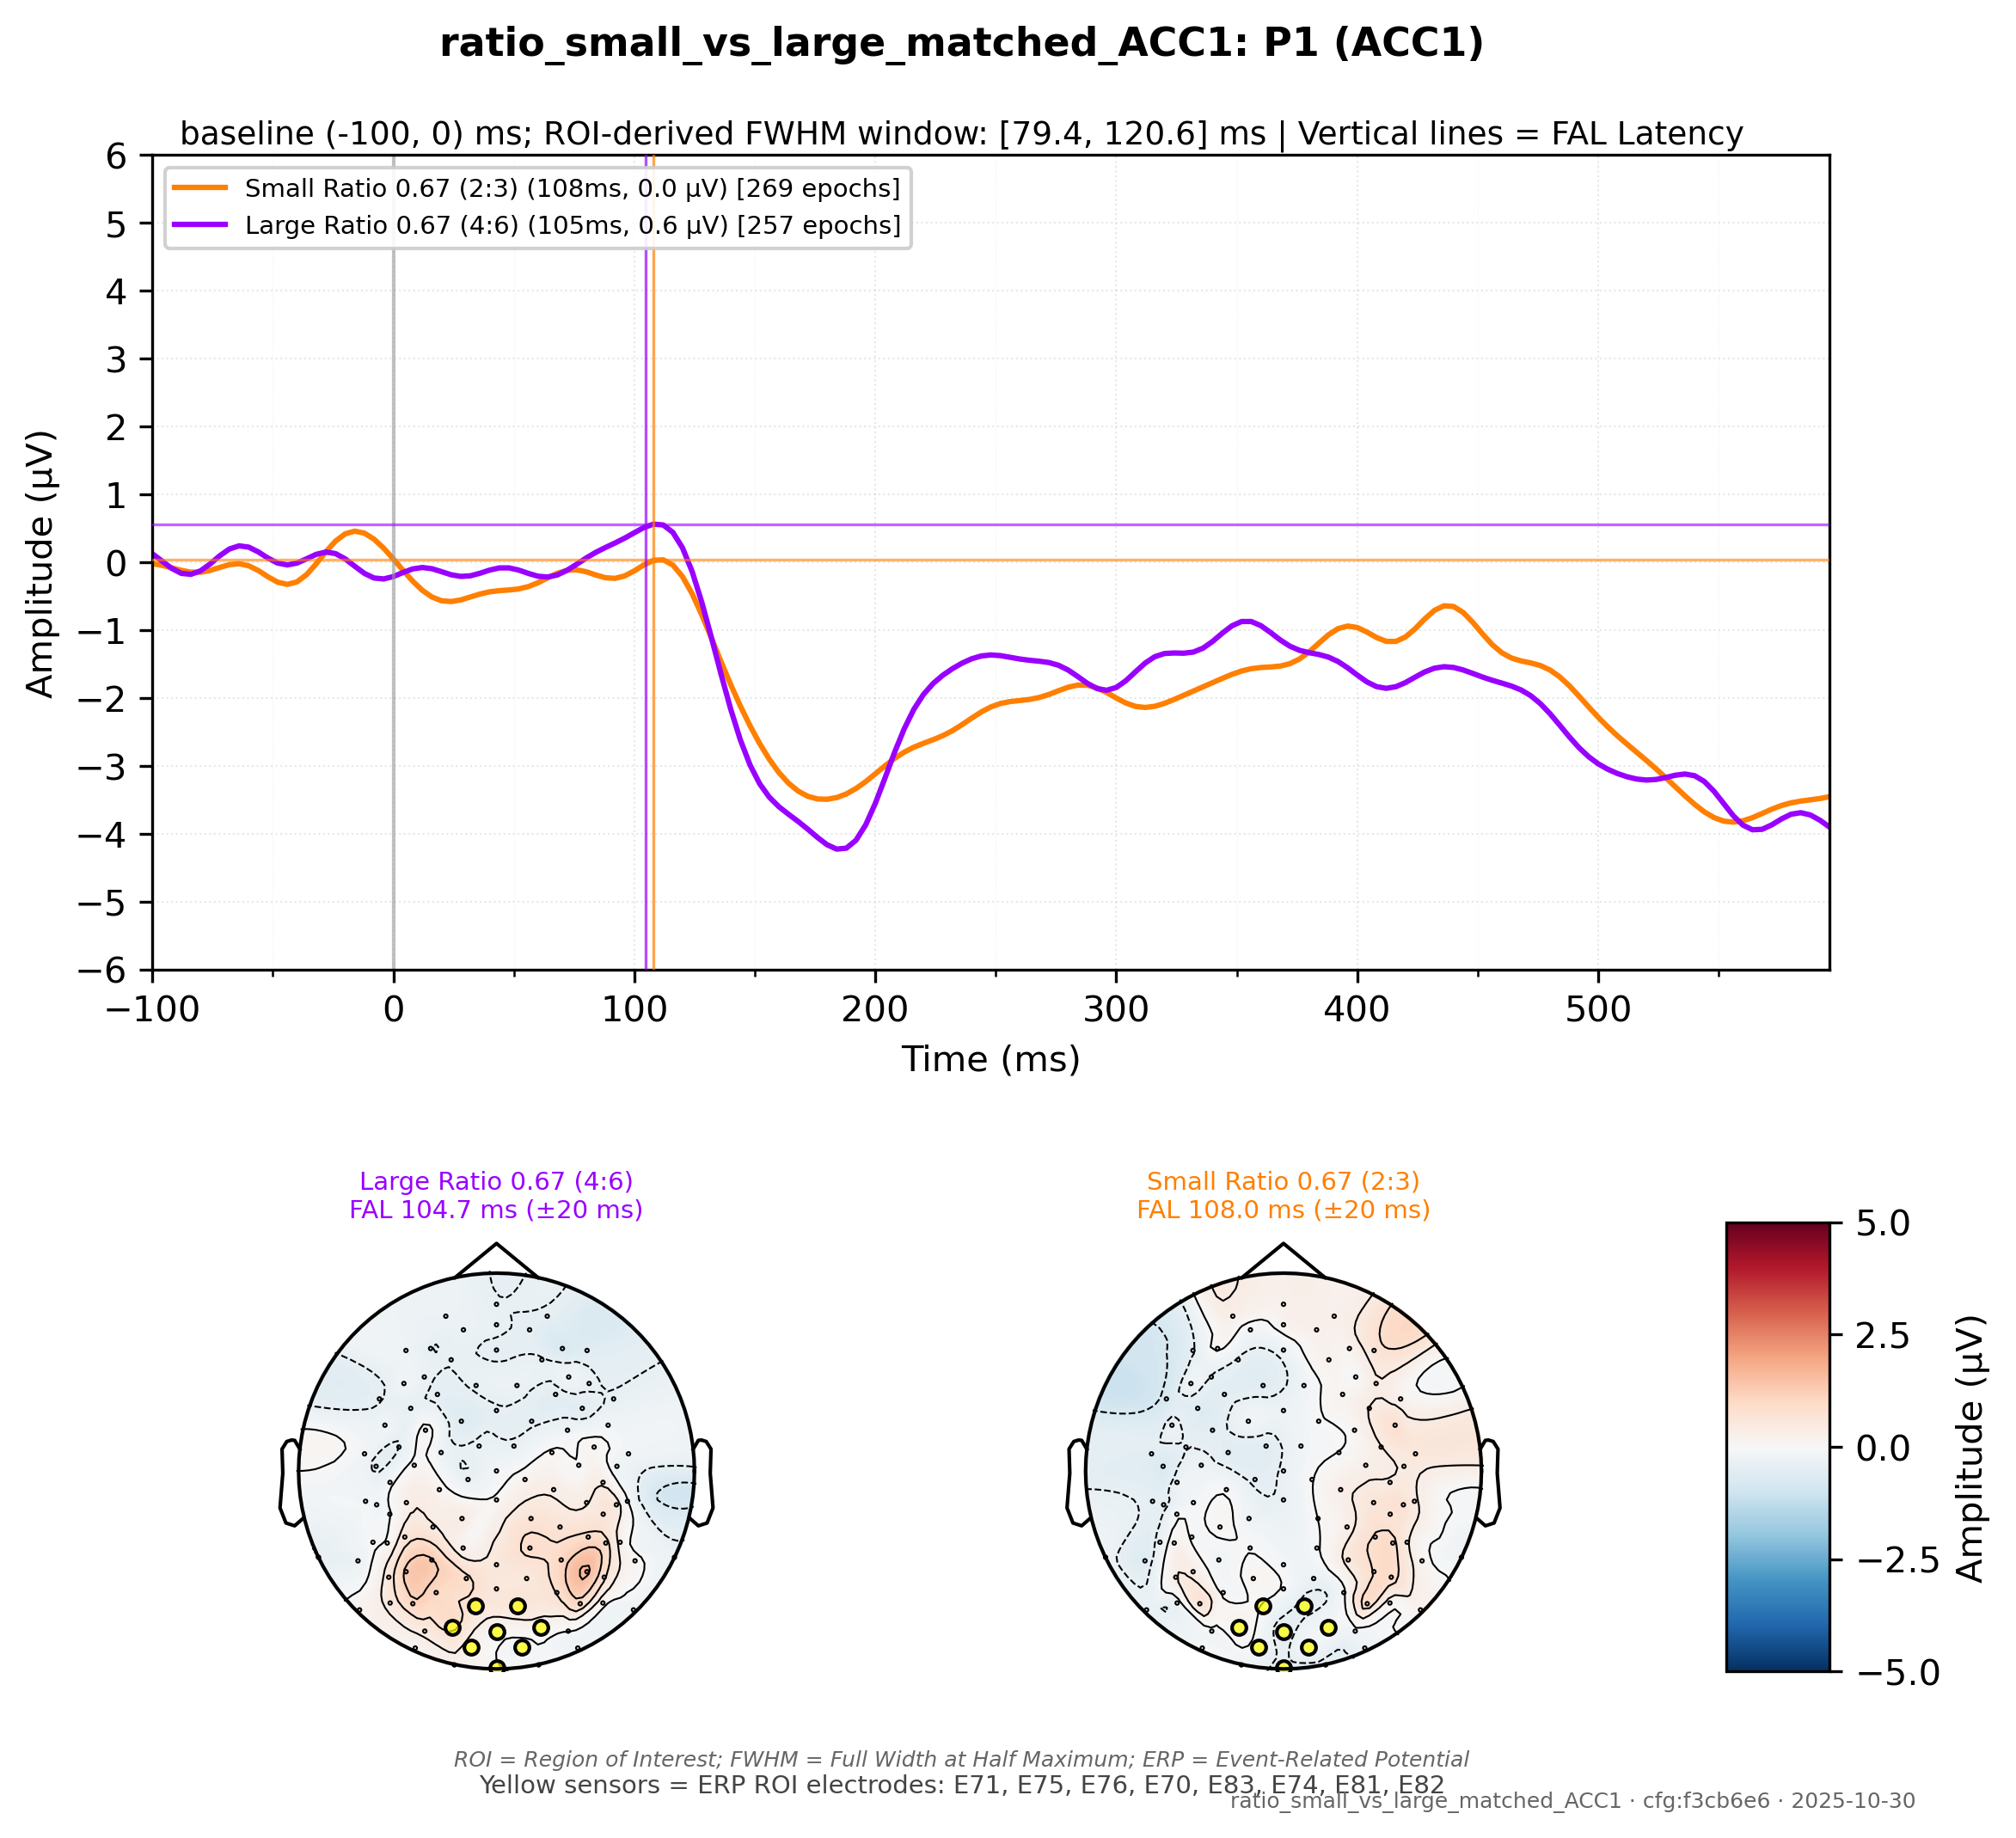 ratio_small_vs_large_matched_ACC1: P1 (ACC1)
baseline (-100, 0) ms; ROI-derived FWHM window: [79.4, 120.6] ms | Vertical lines = FAL Latency
Small Ratio 0.67 (2:3) (108ms, 0.0 µV) [269 epochs]
Large Ratio 0.67 (4:6) (105ms, 0.6 µV) [257 epochs]
6
5
4
3
2
1
0
−1
−2
−3
−4
−5
−6
Amplitude (µV)
−100
0
100
200
300
400
500
Time (ms)
Large Ratio 0.67 (4:6)
FAL 104.7 ms (±20 ms)
Small Ratio 0.67 (2:3)
FAL 108.0 ms (±20 ms)
5.0
2.5
0.0
−2.5
−5.0
Amplitude (µV)
ROI = Region of Interest; FWHM = Full Width at Half Maximum; ERP = Event-Related Potential
Yellow sensors = ERP ROI electrodes: E71, E75, E76, E70, E83, E74, E81, E82
ratio_small_vs_large_matched_ACC1 · cfg:f3cb6e6 · 2025-10-30